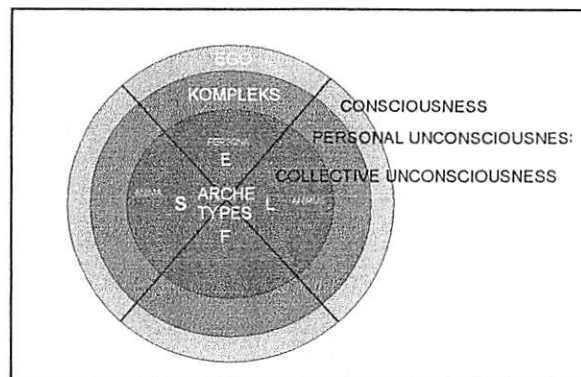 EGO
KOMPLEKS
CONSCIOUSNESS
PERSONAL UNCONSCIOUSNES:
PERSONA
E
COLLECTIVE UNCONSCIOUSNESS
S
ARCHE
TYPES
L
F